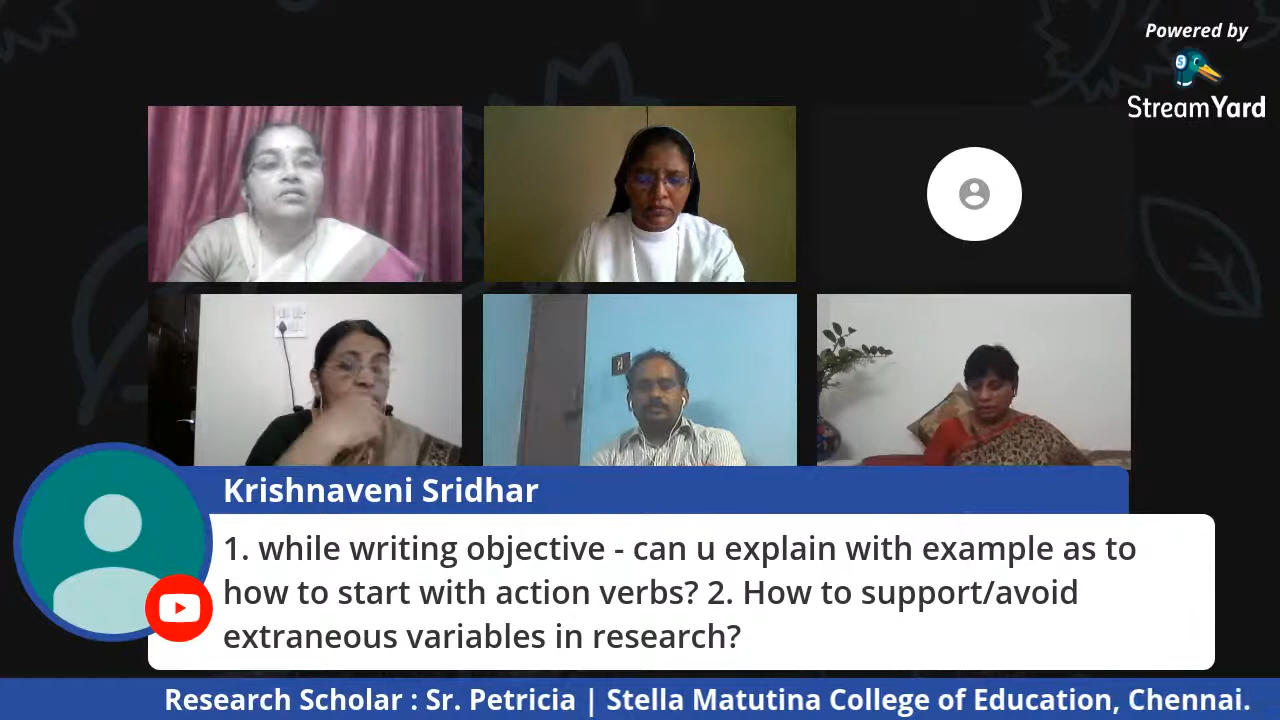 Powered by
StreamYard
Krishnaveni Sridhar
1. while writing objective - can u explain with example as to
how to start with action verbs? 2. How to support/avoid
extraneous variables in research?
Research Scholar : Sr. Petricia | Stella Matutina College of Education, Chennai.